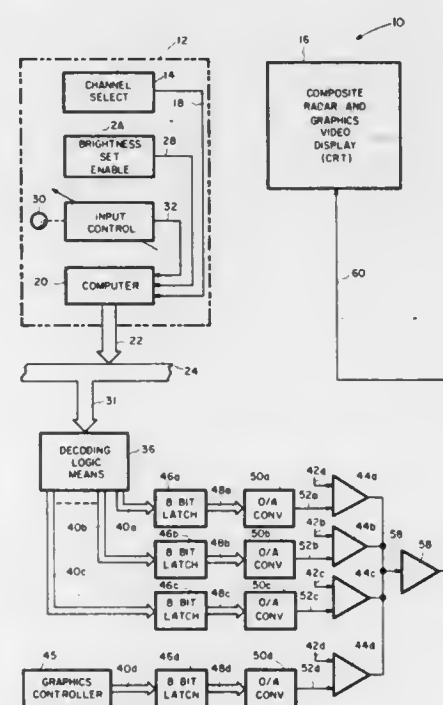 10
12
16
CHANNEL
SELECT
14
18
COMPOSITE
RADAR AND
GRAPHICS
VIDEO
DISPLAY
(CRT)
2A
BRIGHTNESS
SET
ENABLE
28
30
INPUT
CONTROL
32
20
COMPUTER
60
22
24
31
DECODING
LOGIC
MEANS
36
46a
50a
42a
44a
8 BIT
LATCH
48a
D/A
CONV
52a
40b
40a
46b
50b
42b
44b
8 BIT
LATCH
48b
D/A
CONV
52b
58
58
40c
46c
50c
42c
44c
8 BIT
LATCH
48c
D/A
CONV
52c
45
46d
50d
42d
44d
GRAPHICS
CONTROLLER
40d
8 BIT
LATCH
48d
D/A
CONV
52d